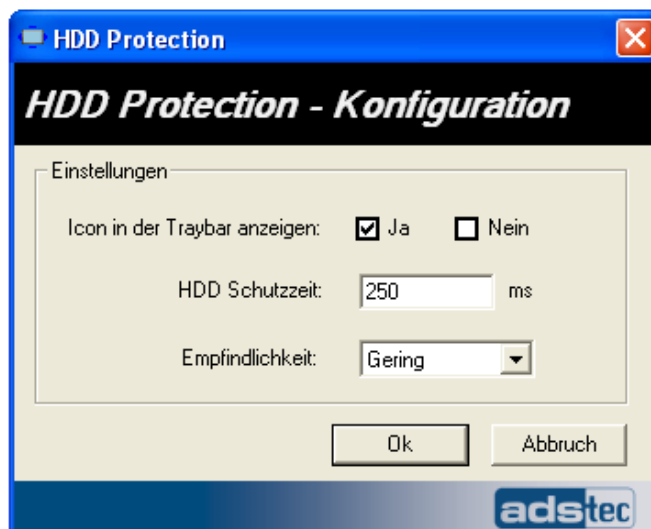 HDD Protection
HDD Protection - Konfiguration
Einstellungen
Icon in der Traybar anzeigen: Ja Nein
HDD Schutzzeit: 250 ms
Empfindlichkeit: Gering
Ok Abbruch
adstec